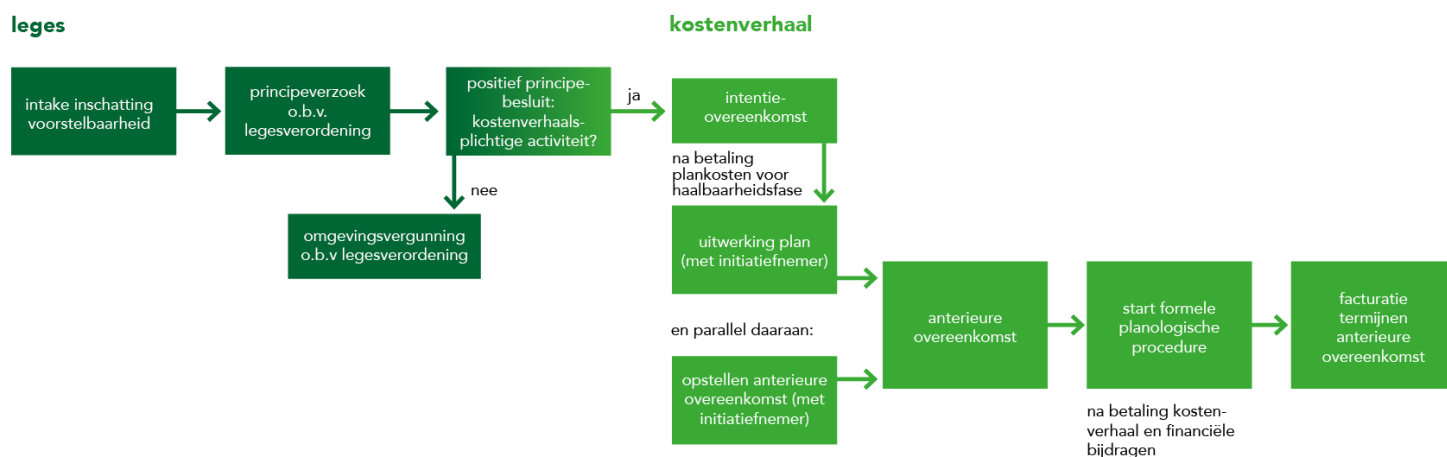 leges
kostenverhaal
intake inschatting
voorstelbaarheid
principeverzoek
o.b.v.
legesverordening
positief principe-
besluit:
kostenverhaals-
plichtige activiteit?
ja
nee
omgevingsvergunning
o.b.v legesverordening
intentie-
overeenkomst
na betaling
plankosten voor
haalbaarheidsfase
uitwerking plan
(met initiatiefnemer)
en parallel daaraan:
opstellen anterieure
overeenkomst (met
initiatiefnemer)
anterieure
overeenkomst
start formele
planologische
procedure
na betaling kosten-
verhaal en financiële
bijdragen
facturatie
termijnen
anterieure
overeenkomst